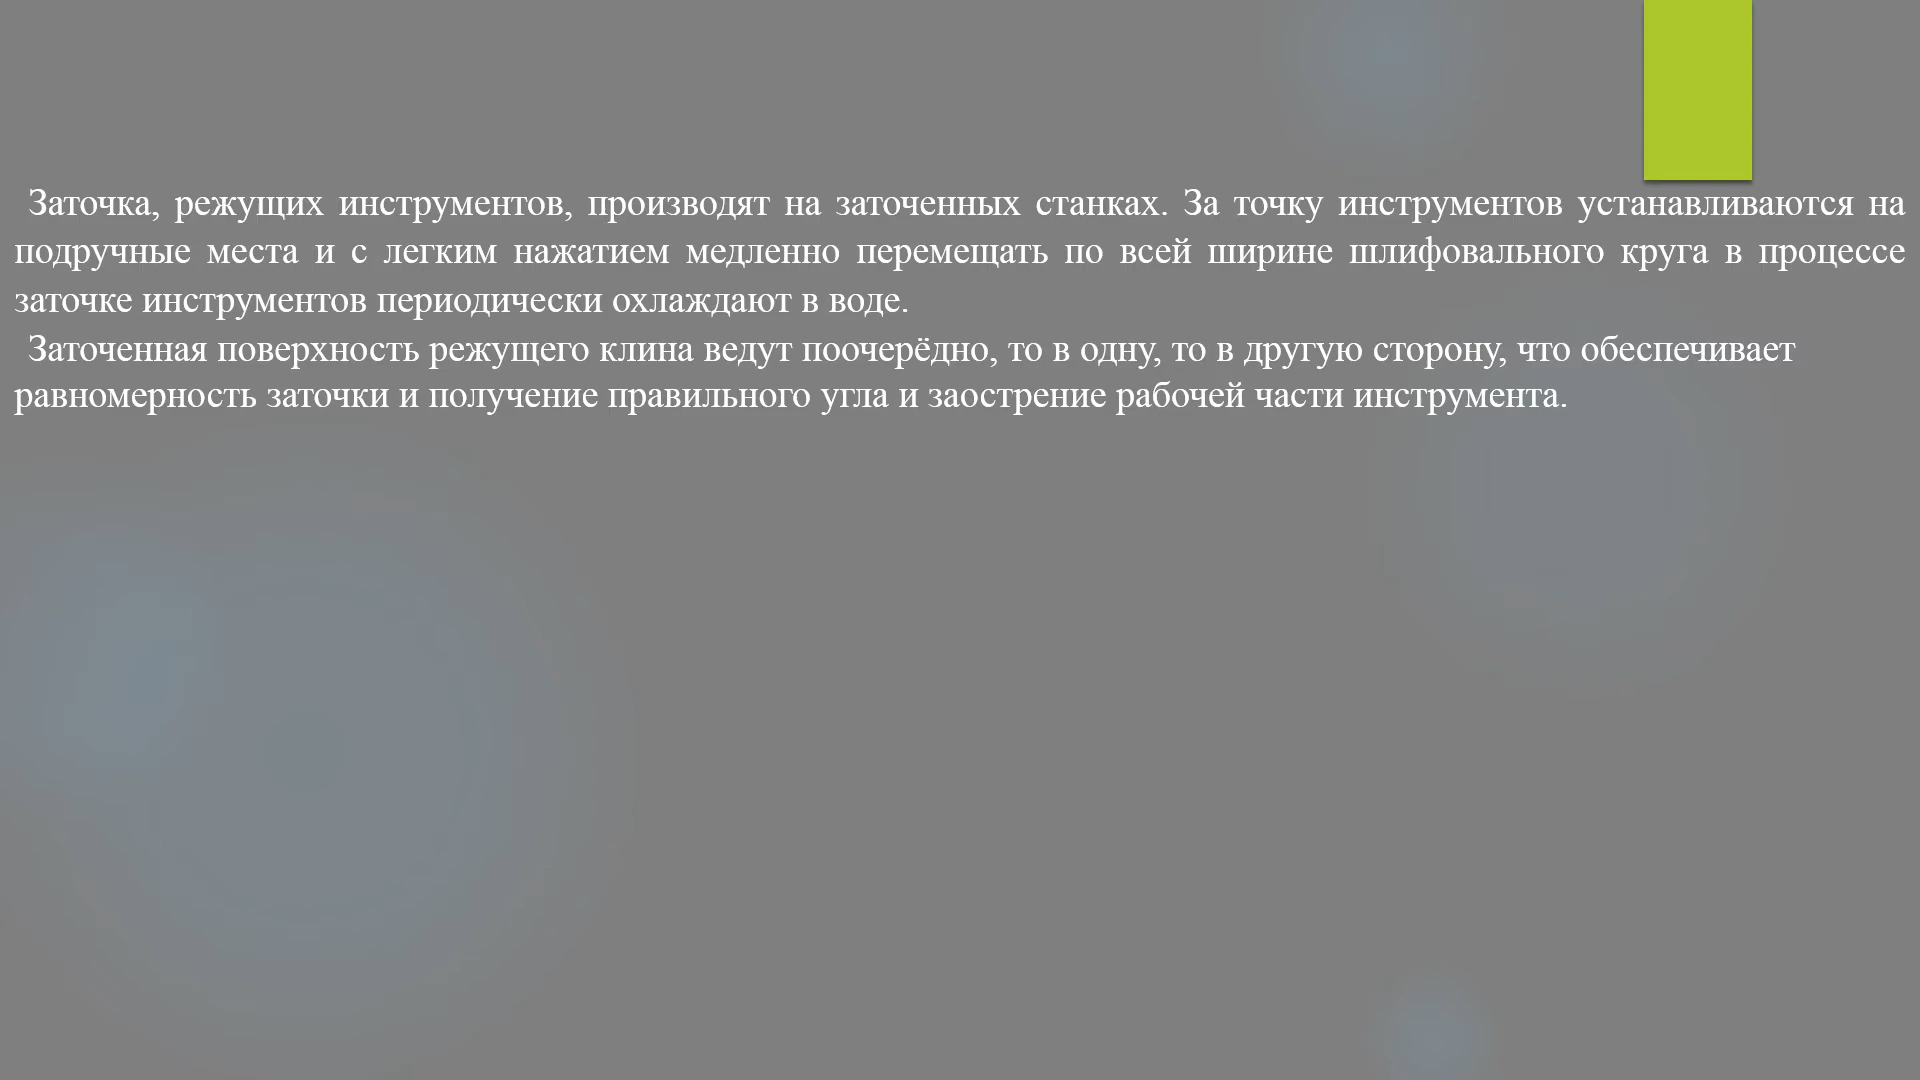 Заточка, режущих инструментов, производят на заточенных станках. За точку инструментов устанавливаются на
подручные места и с легким нажатием медленно перемещать по всей ширине шлифовального круга в процессе
заточке инструментов периодически охлаждают в воде.
Заточенная поверхность режущего клина ведут поочерёдно, то в одну, то в другую сторону, что обеспечивает
равномерность заточки и получение правильного угла и заострение рабочей части инструмента.